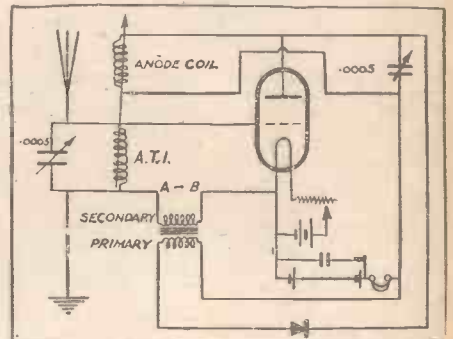 ANODE COIL
.0005
.0005
A.T.I.
A - B
SECONDARY
PRIMARY